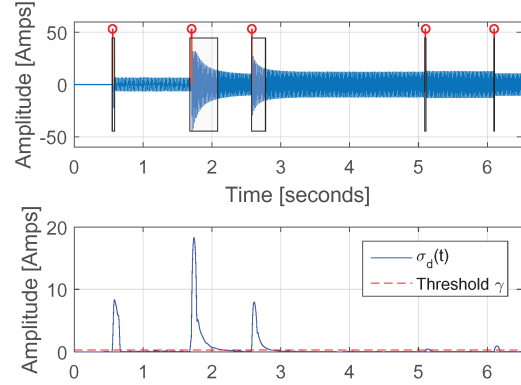 50
0
-50
Amplitude [Amps]
0 1 2 3 4 5 6
Time [seconds]
20
10
0
Amplitude [Amps]
σd(t)
Threshold γ
0 1 2 3 4 5 6